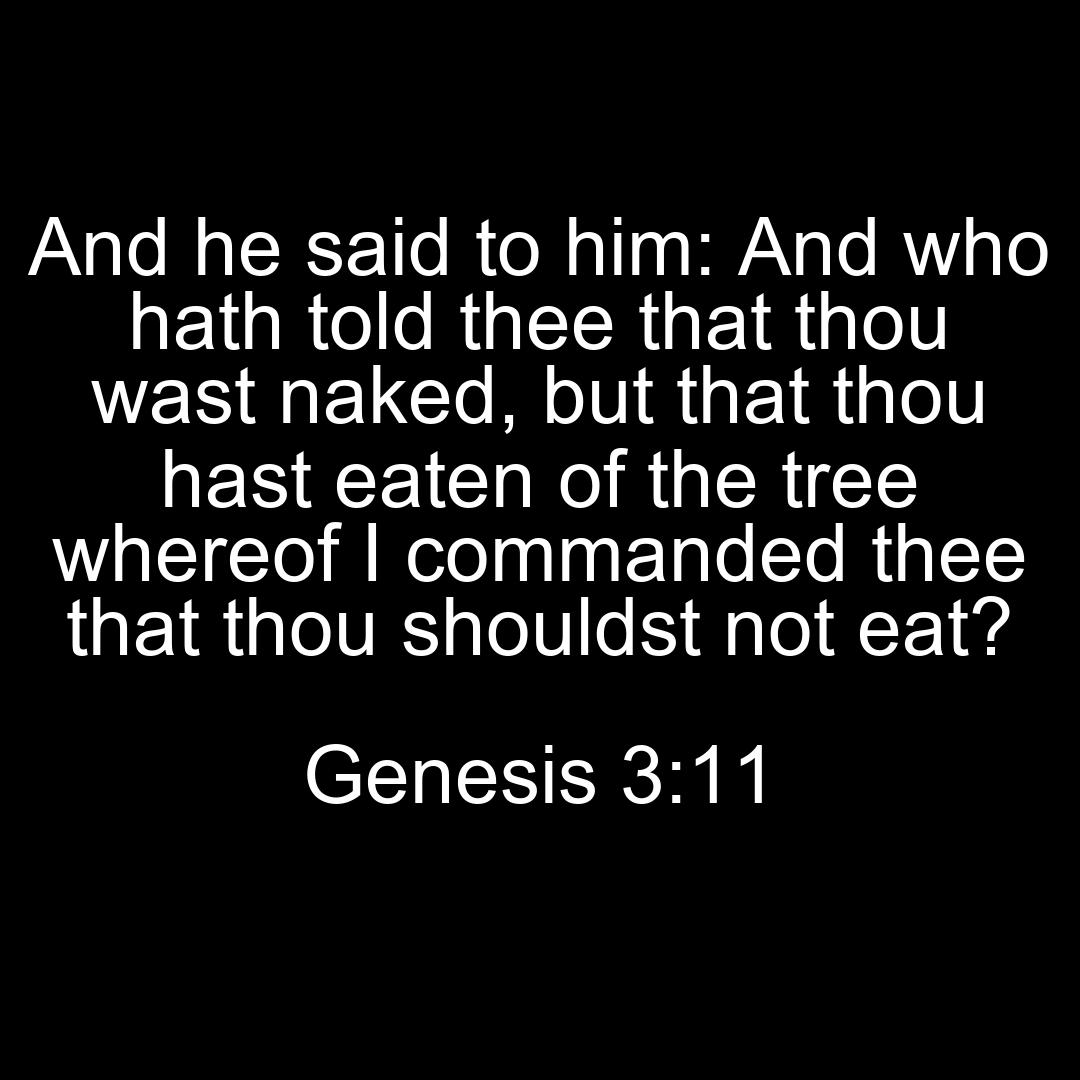 And he said to him: And who
hath told thee that thou
wast naked, but that thou
hast eaten of the tree
whereof I commanded thee
that thou shouldst not eat?
Genesis 3:11